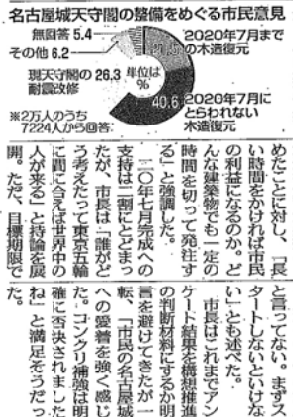 名古屋城天守閣の整備をめぐる市民意見
無回答 5.4
その他 6.2
現天守閣の 26.3
耐震改修
単位は
%
2020年7月まで
の木造復元
40.6
2020年7月に
とらわれない
木造復元
※2万人のうち
7224人から回答
めたことに対し、「長
い時間をかければ市民
の利益になるのか。ど
んな建築物でも一定の
時間を切って発注す
る」と強調した。
二〇年七月完成への
支持は二割にとどまっ
たが、市長は「誰がど
う考えたって東京五輪
に間に合えば世界中の
人が来る」と持論を展
開。ただ、目標期限で
と言ってない。まずス
タートしないといけな
い」とも述べた。
市長はこれまでアン
ケート結果を構想推進
の判断材料にするか明
言を避けてきたが一
転、「市民の名古屋城
への愛着を強く感じ
た。コンクリ補強は明
確に否決されました
ね」と満足そうだっ
た。